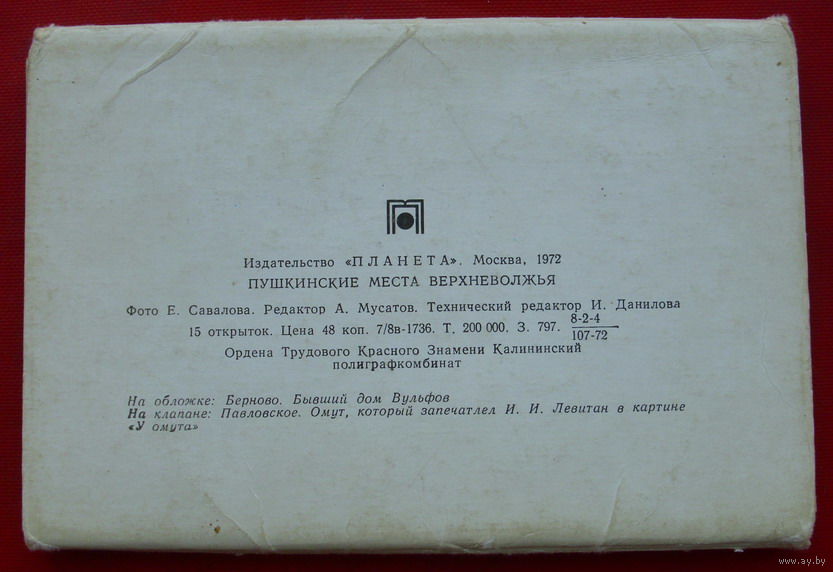 Издательство «ПЛАНЕТА». Москва, 1972
ПУШКИНСКИЕ МЕСТА ВЕРХНЕВОЛЖЬЯ
Фото Е. Савалова. Редактор А. Мусатов. Технический редактор И. Данилова
15 открыток. Цена 48 коп. 7/8в-1736. Т. 200 000. З. 797. 8-2-4/107-72
Ордена Трудового Красного Знамени Калининский
полиграфкомбинат
На обложке: Берново. Бывший дом Вульфов
На клапане: Павловское. Омут, который запечатлел И. И. Левитан в картине
«У омута»
www.ay.by